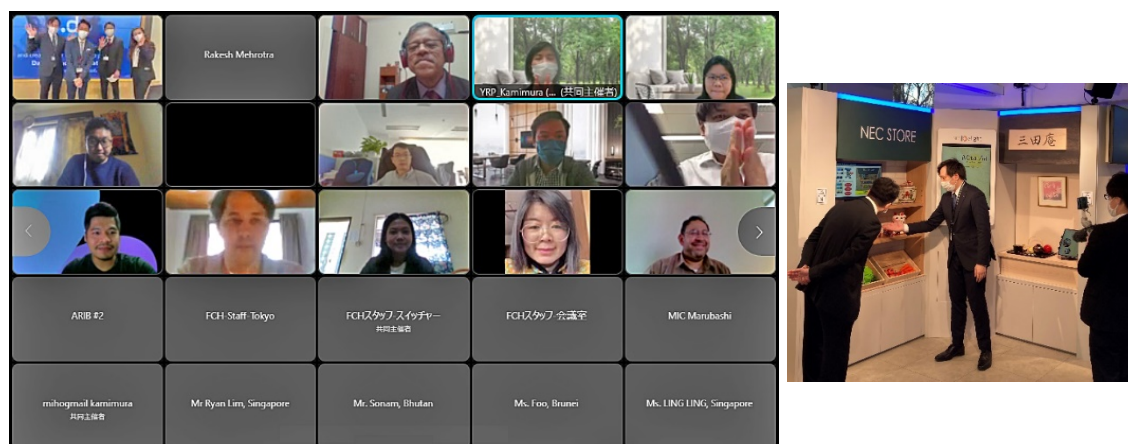 Rakesh Mehrotra
YRP_Kamimura (... (共同主催者)
ARIB #2
FCH-Staff-Tokyo
FCHスタッフ-スイッチャー
共同主催者
FCHスタッフ-会議室
MIC Marubashi
mihogmail kamimura
共同主催者
Mr Ryan Lim, Singapore
Mr. Sonam, Bhutan
Ms. Foo, Brunei
Ms. LING LING, Singapore
NEC STORE
三田庵